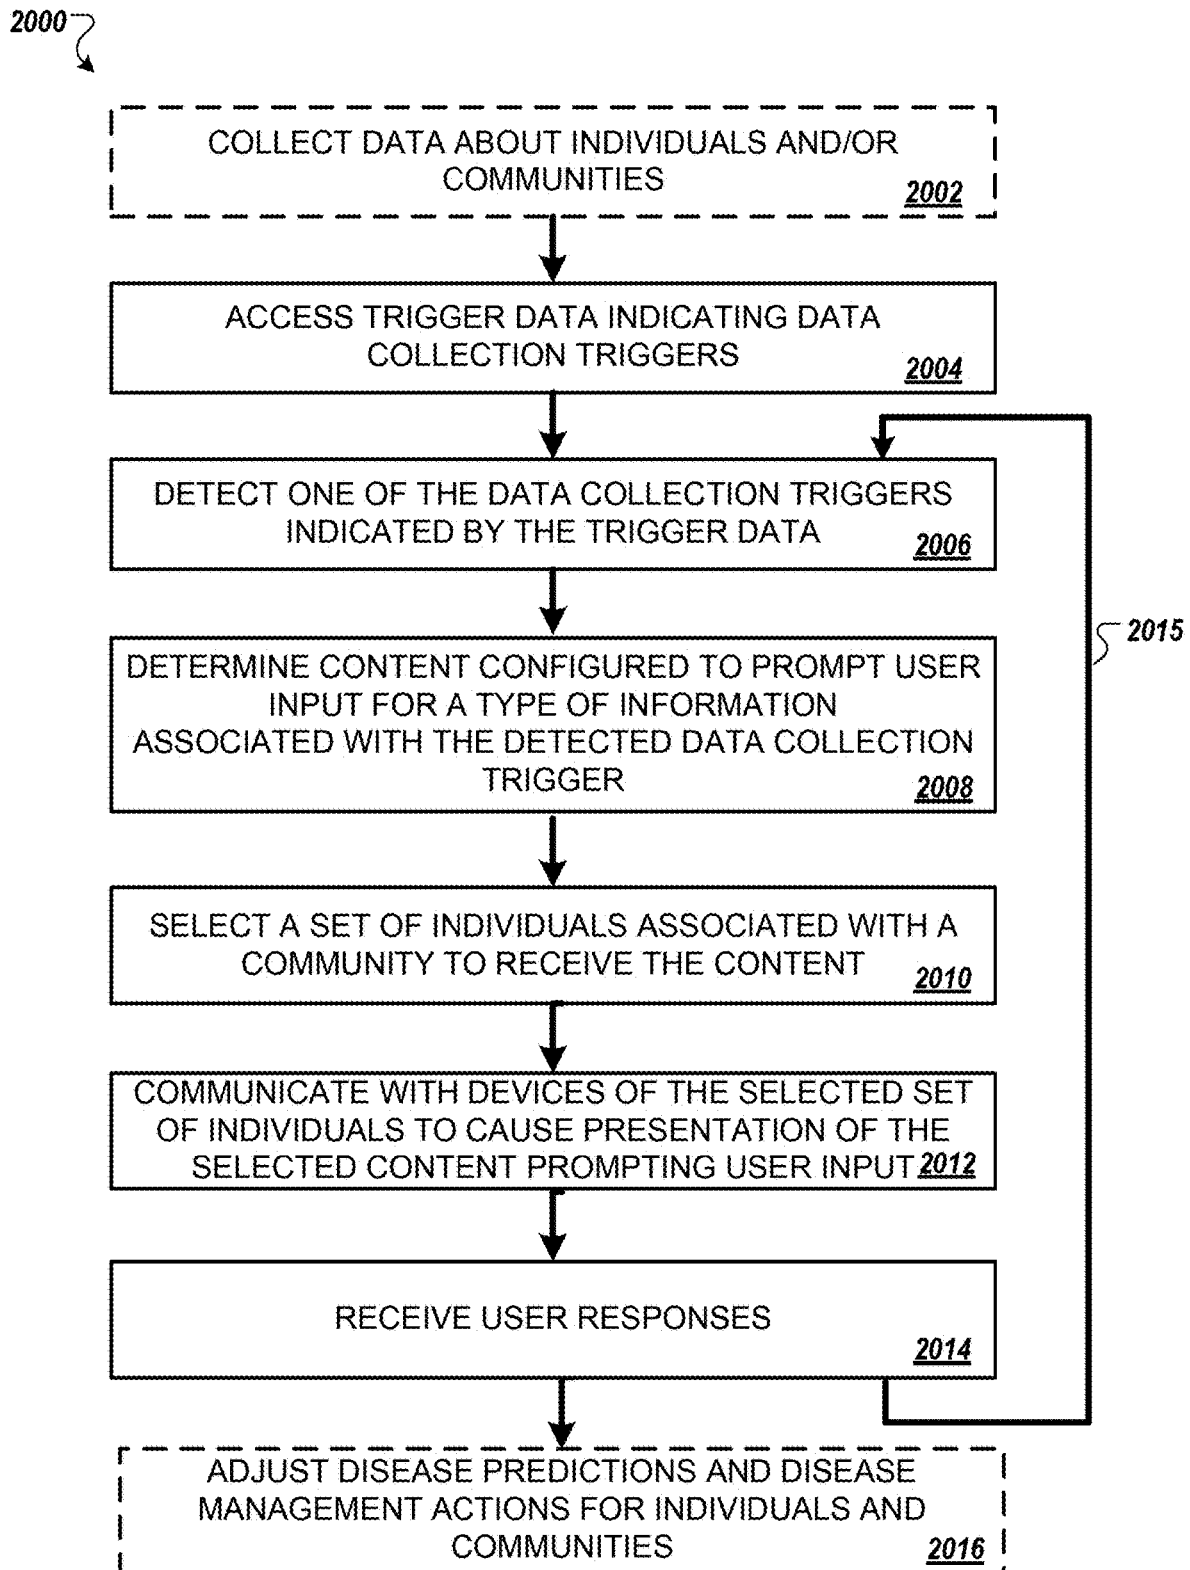 2000
COLLECT DATA ABOUT INDIVIDUALS AND/OR
COMMUNITIES
2002
ACCESS TRIGGER DATA INDICATING DATA
COLLECTION TRIGGERS
2004
DETECT ONE OF THE DATA COLLECTION TRIGGERS
INDICATED BY THE TRIGGER DATA
2006
DETERMINE CONTENT CONFIGURED TO PROMPT USER
INPUT FOR A TYPE OF INFORMATION
ASSOCIATED WITH THE DETECTED DATA COLLECTION
TRIGGER
2008
2015
SELECT A SET OF INDIVIDUALS ASSOCIATED WITH A
COMMUNITY TO RECEIVE THE CONTENT
2010
COMMUNICATE WITH DEVICES OF THE SELECTED SET
OF INDIVIDUALS TO CAUSE PRESENTATION OF THE
SELECTED CONTENT PROMPTING USER INPUT 2012
RECEIVE USER RESPONSES
2014
ADJUST DISEASE PREDICTIONS AND DISEASE
MANAGEMENT ACTIONS FOR INDIVIDUALS AND
COMMUNITIES
2016